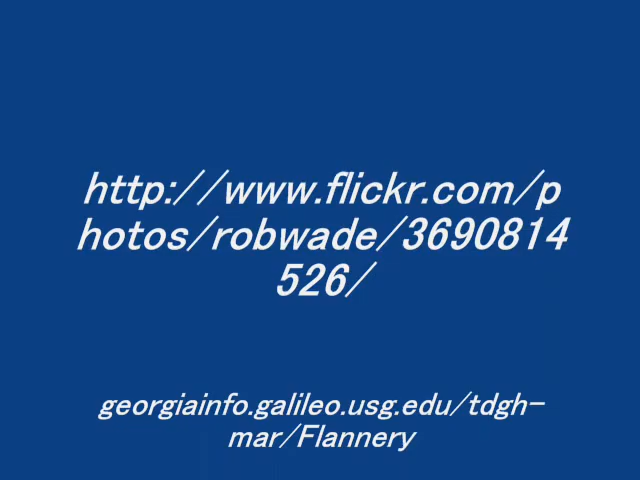 http://www.flickr.com/p
hotos/robwade/3690814
526/
georgiainfo.galileo.usg.edu/tdgh-
mar/Flannery